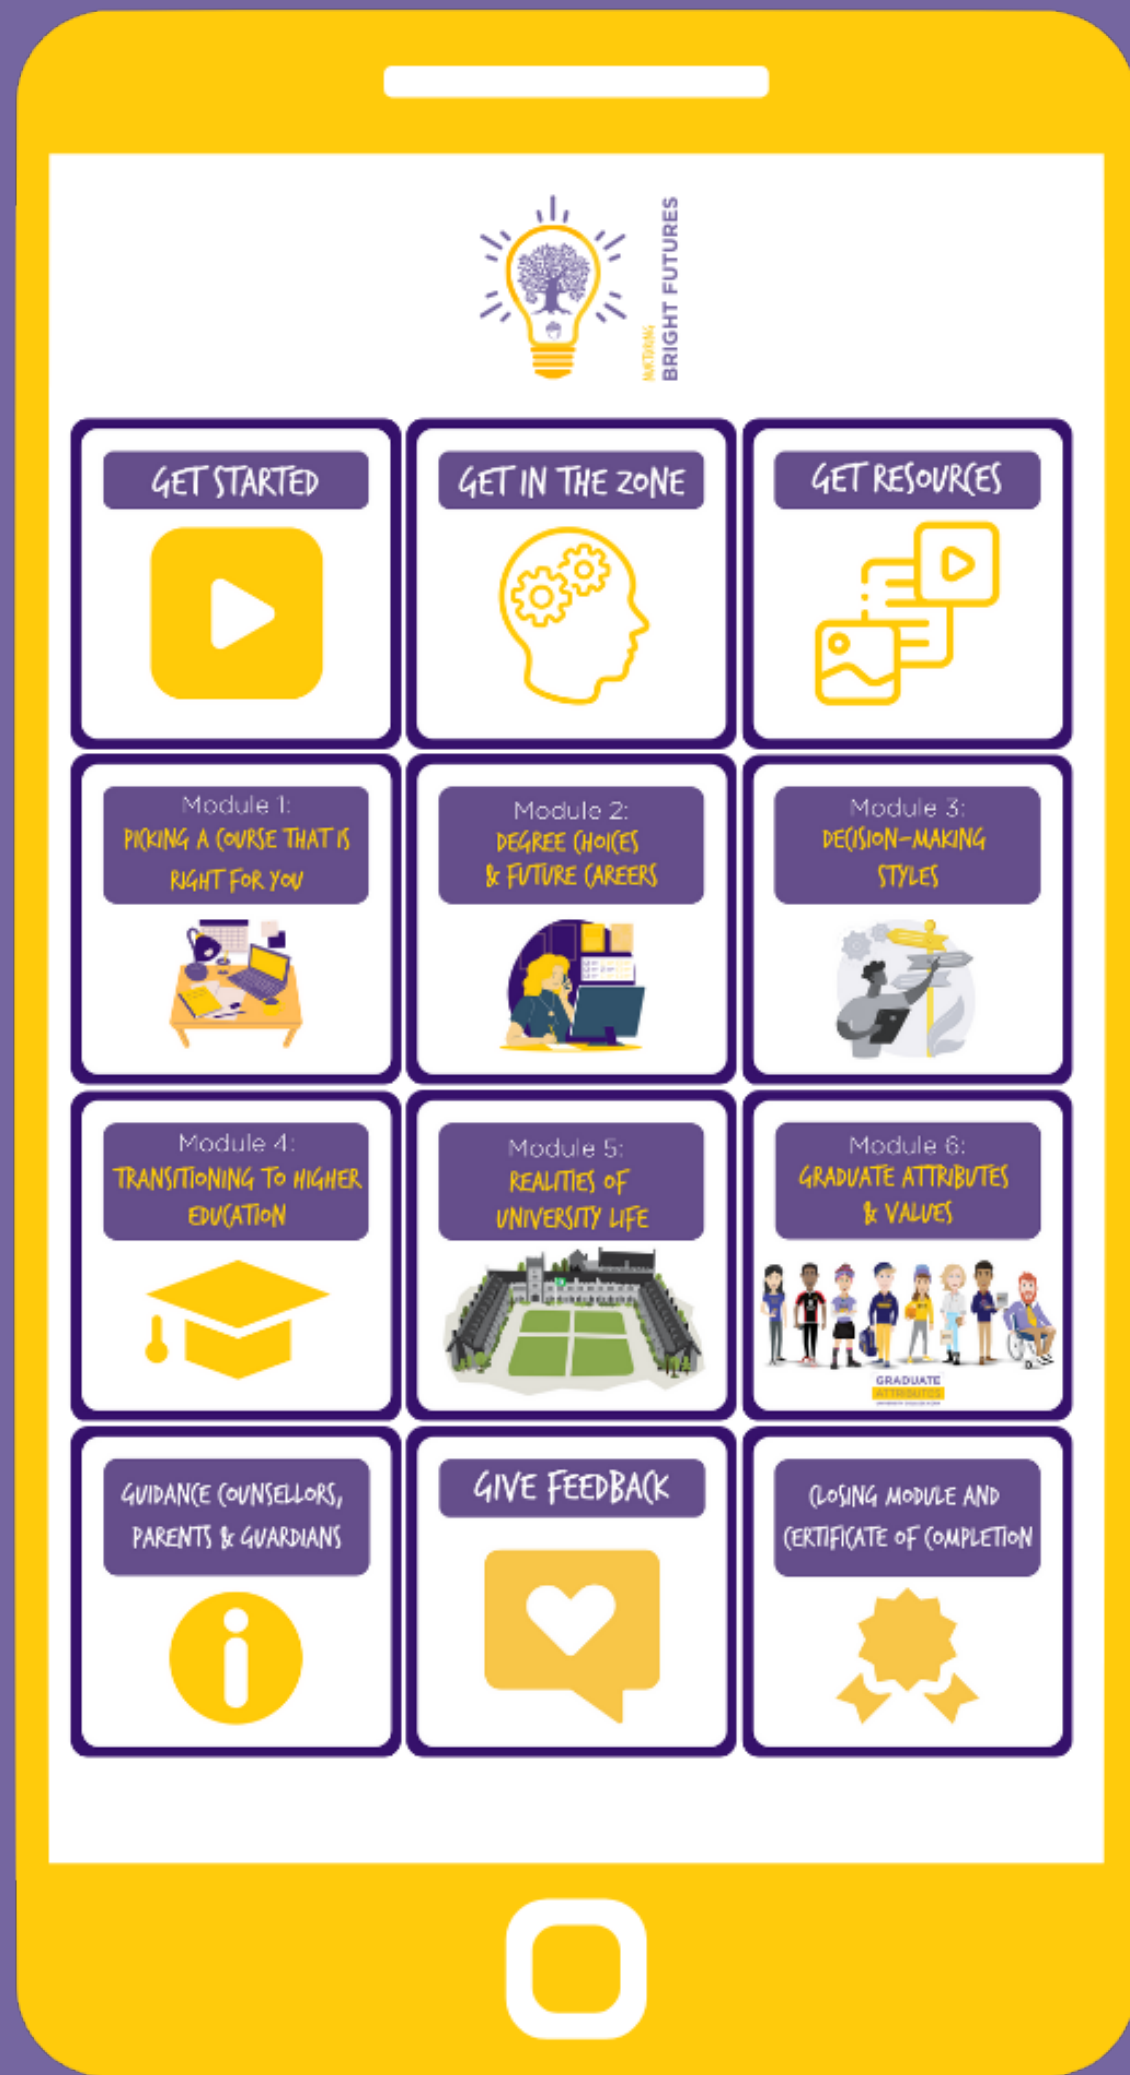 NURTURING
BRIGHT FUTURES
GET STARTED
GET IN THE ZONE
GET RESOURCES
Module 1:
PICKING A COURSE THAT IS
RIGHT FOR YOU
Module 2:
DEGREE CHOICES
& FUTURE CAREERS
Module 3:
DECISION-MAKING
STYLES
Module 4:
TRANSITIONING TO HIGHER
EDUCATION
Module 5:
REALITIES OF
UNIVERSITY LIFE
Module 6:
GRADUATE ATTRIBUTES
& VALUES
GRADUATE
ATTRIBUTES
GUIDANCE COUNSELLORS,
PARENTS & GUARDIANS
GIVE FEEDBACK
CLOSING MODULE AND
CERTIFICATE OF COMPLETION